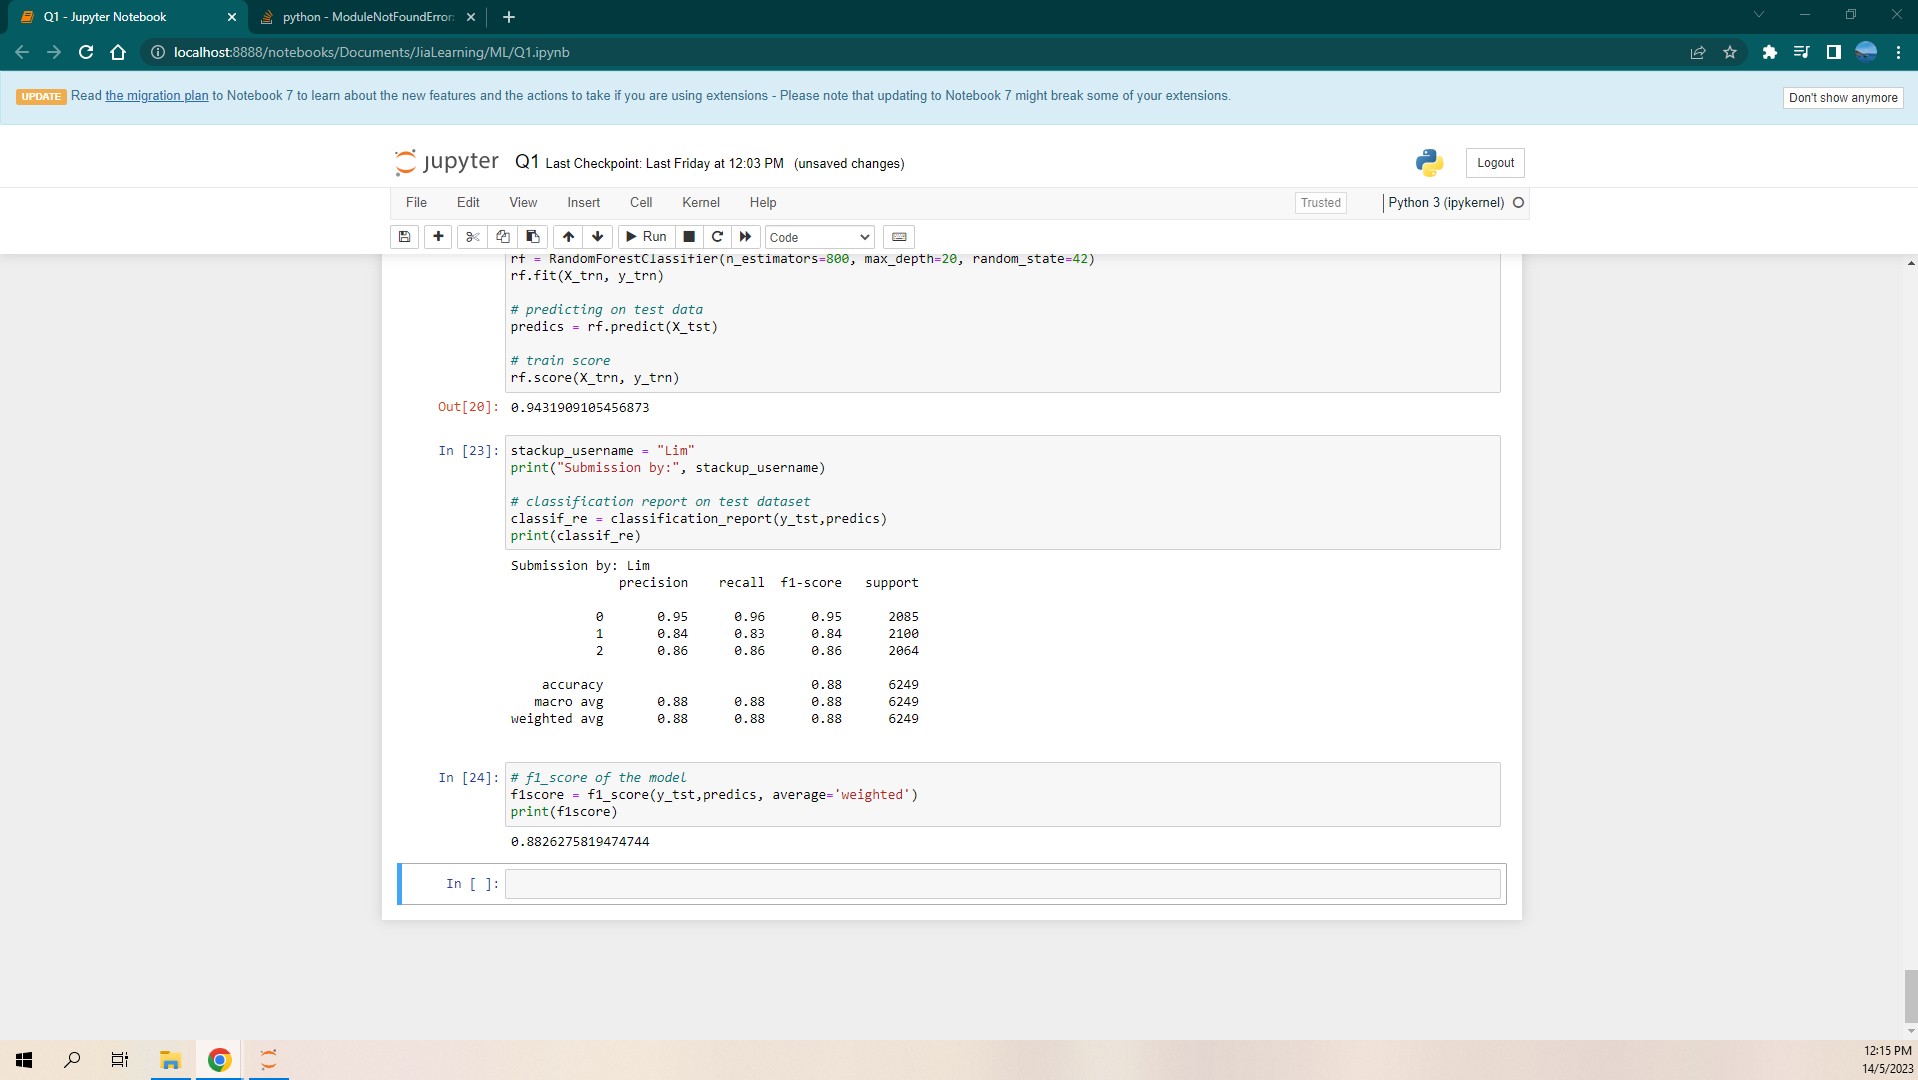 Q1 - Jupyter Notebook
python - ModuleNotFoundError:
localhost:8888/notebooks/Documents/JiaLearning/ML/Q1.ipynb
UPDATE Read the migration plan to Notebook 7 to learn about the new features and the actions to take if you are using extensions - Please note that updating to Notebook 7 might break some of your extensions.
Don't show anymore
jupyter Q1 Last Checkpoint: Last Friday at 12:03 PM (unsaved changes)
Logout
File Edit View Insert Cell Kernel Help
Trusted
Python 3 (ipykernel)
Run
Code
rf = RandomForestClassifier(n_estimators=800, max_depth=20, random_state=42)
rf.fit(X_trn, y_trn)
# predicting on test data
predics = rf.predict(X_tst)
# train score
rf.score(X_trn, y_trn)
Out[20]: 0.9431909105456873
In [23]: stackup_username = "Lim"
print("Submission by:", stackup_username)
# classification report on test dataset
classif_re = classification_report(y_tst,predics)
print(classif_re)
Submission by: Lim
precision recall f1-score support
0 0.95 0.96 0.95 2085
1 0.84 0.83 0.84 2100
2 0.86 0.86 0.86 2064
accuracy 0.88 6249
macro avg 0.88 0.88 0.88 6249
weighted avg 0.88 0.88 0.88 6249
In [24]: # f1_score of the model
f1score = f1_score(y_tst,predics, average='weighted')
print(f1score)
0.8826275819474744
In [ ]:
12:15 PM
14/5/2023